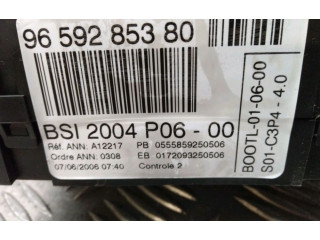 96 592 853 80
BSI 2004 P06 - 00
Réf. ANN: A12217 PB 0555859250506
Ordre ANN: 0308 EB 0172093250506
07/06/2006 07:40 Controle 2
BOOTL-01-06-00
S01-C3P4 - 4.0